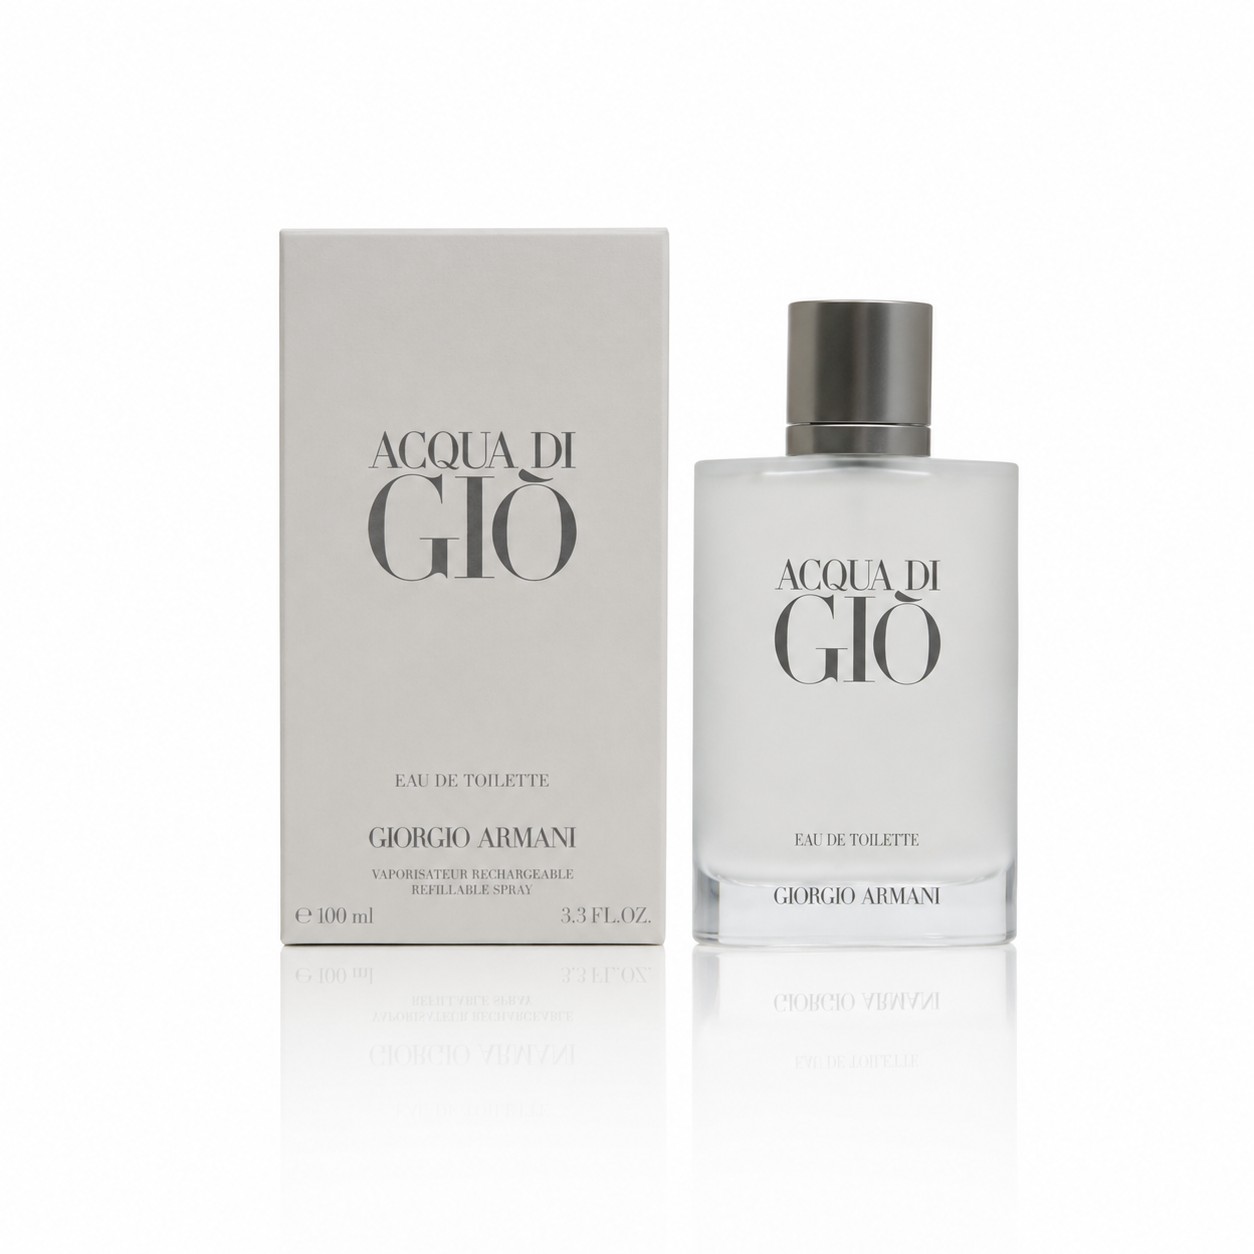 ACQUA DI
GIÒ
EAU DE TOILETTE
GIORGIO ARMANI
VAPORISATEUR RECHARGEABLE
REFILLABLE SPRAY
℮ 100 ml 3.3 FL.OZ.
ACQUA DI
GIÒ
EAU DE TOILETTE
GIORGIO ARMANI